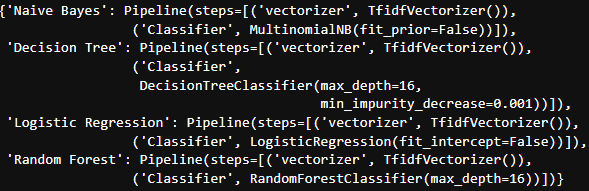 {'Naive Bayes': Pipeline(steps=[('vectorizer', TfidfVectorizer()),
('Classifier', MultinomialNB(fit_prior=False))]),
'Decision Tree': Pipeline(steps=[('vectorizer', TfidfVectorizer()),
('Classifier',
DecisionTreeClassifier(max_depth=16,
min_impurity_decrease=0.001))]),
'Logistic Regression': Pipeline(steps=[('vectorizer', TfidfVectorizer()),
('Classifier', LogisticRegression(fit_intercept=False))]),
'Random Forest': Pipeline(steps=[('vectorizer', TfidfVectorizer()),
('Classifier', RandomForestClassifier(max_depth=16))])}